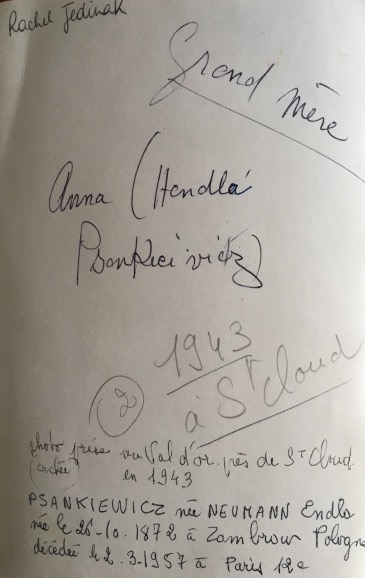 Rachel Jedinak
Grand Mère
Anna (Hendla
Psankiewictz)
1943
à St Cloud
2
photo prise au Val d'or près de St Cloud
(cachée) en 1943
PSANKIEWICZ née NEUMANN Endla
née le 26-10. 1872 à Zambrow Pologne
décédée le 2. 3-1957 à Paris 12e